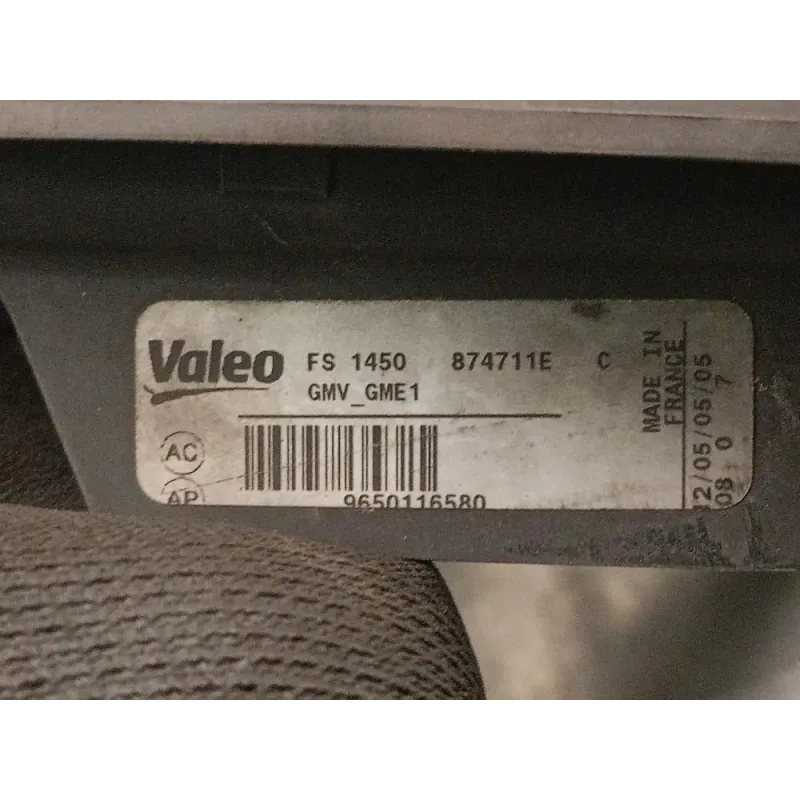 Valeo FS 1450 874711E C
GMV_GME1
AC
AP
9650116580
MADE IN
FRANCE
2/05/05/05
08 0 7